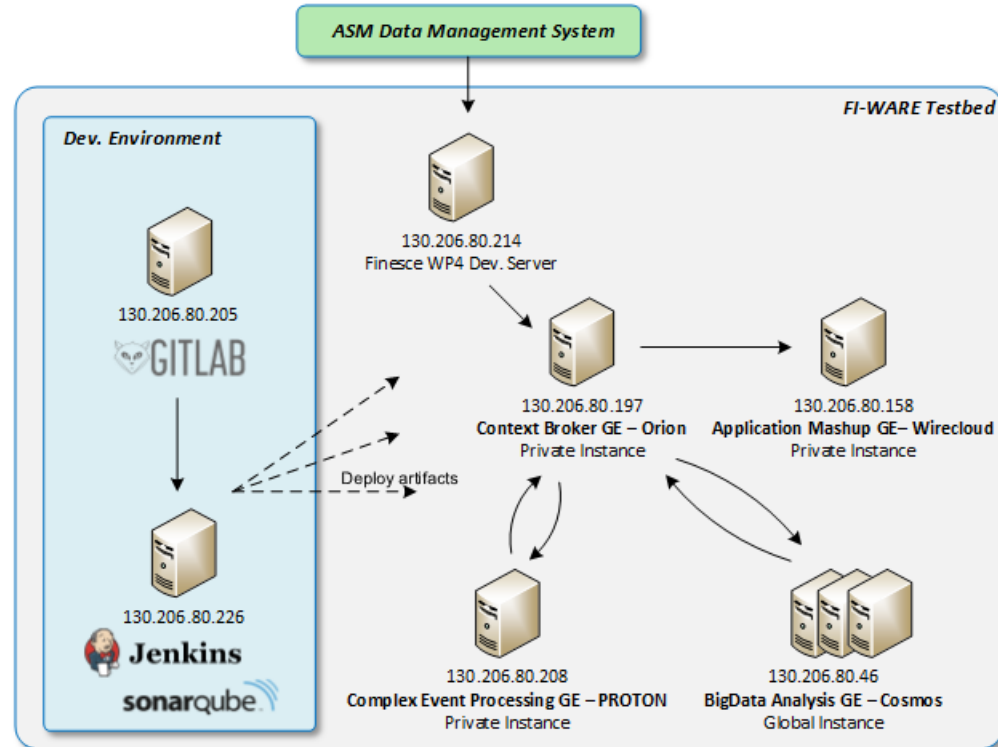 ASM Data Management System
FI-WARE Testbed
Dev. Environment
130.206.80.205
GITLAB
130.206.80.226
Jenkins
sonarqube
Deploy artifacts
130.206.80.214
Finesce WP4 Dev. Server
130.206.80.197
Context Broker GE – Orion
Private Instance
130.206.80.158
Application Mashup GE– Wirecloud
Private Instance
130.206.80.208
Complex Event Processing GE – PROTON
Private Instance
130.206.80.46
BigData Analysis GE – Cosmos
Global Instance